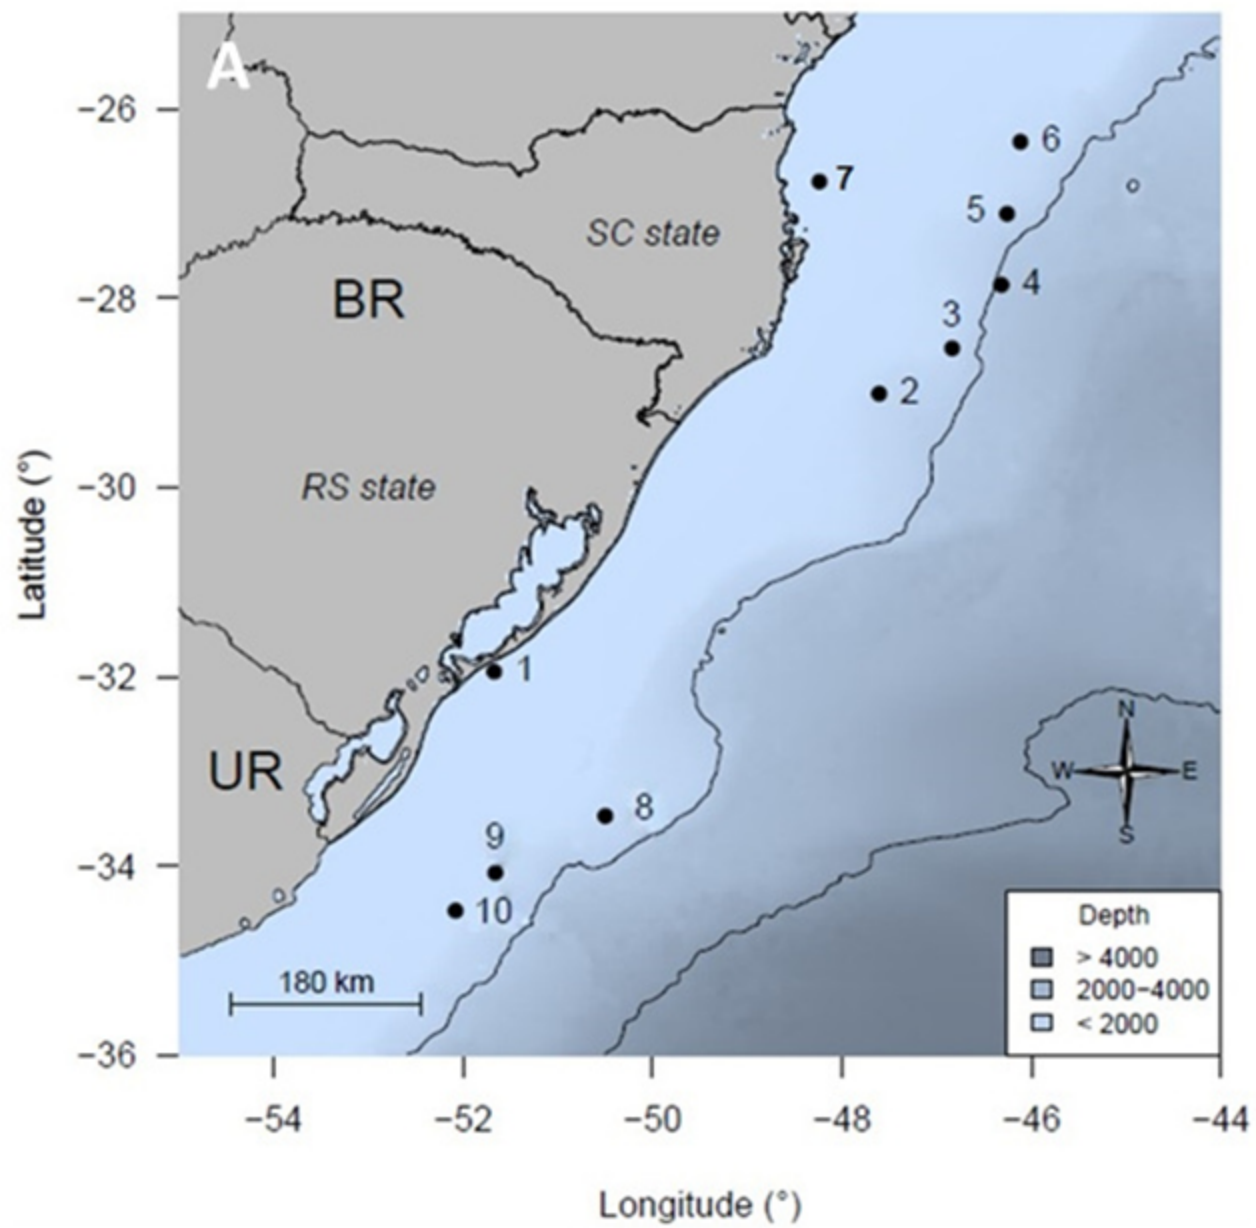 A
−26
6
7
5
SC state
BR
−28
4
3
2
Latitude (°)
−30
RS state
−32
1
N
UR
W
E
S
8
9
−34
10
Depth
> 4000
180 km
2000−4000
< 2000
−36
−54
−52
−50
−48
−46
−44
Longitude (°)